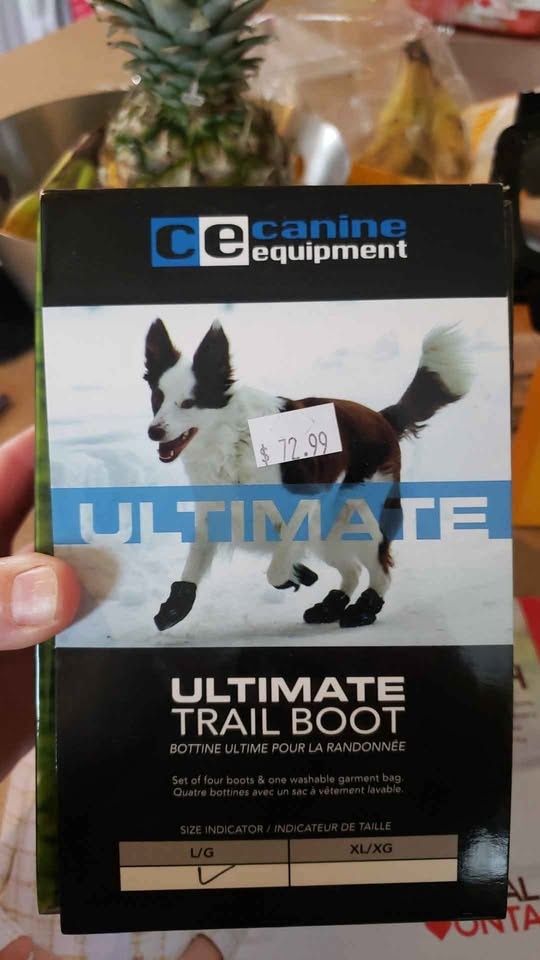 ce canine
equipment
$ 72.99
ULTIMATE
ULTIMATE
TRAIL BOOT
BOTTINE ULTIME POUR LA RANDONNÉE
Set of four boots & one washable garment bag.
Quatre bottines avec un sac à vêtement lavable.
SIZE INDICATOR / INDICATEUR DE TAILLE
L/G XL/XG